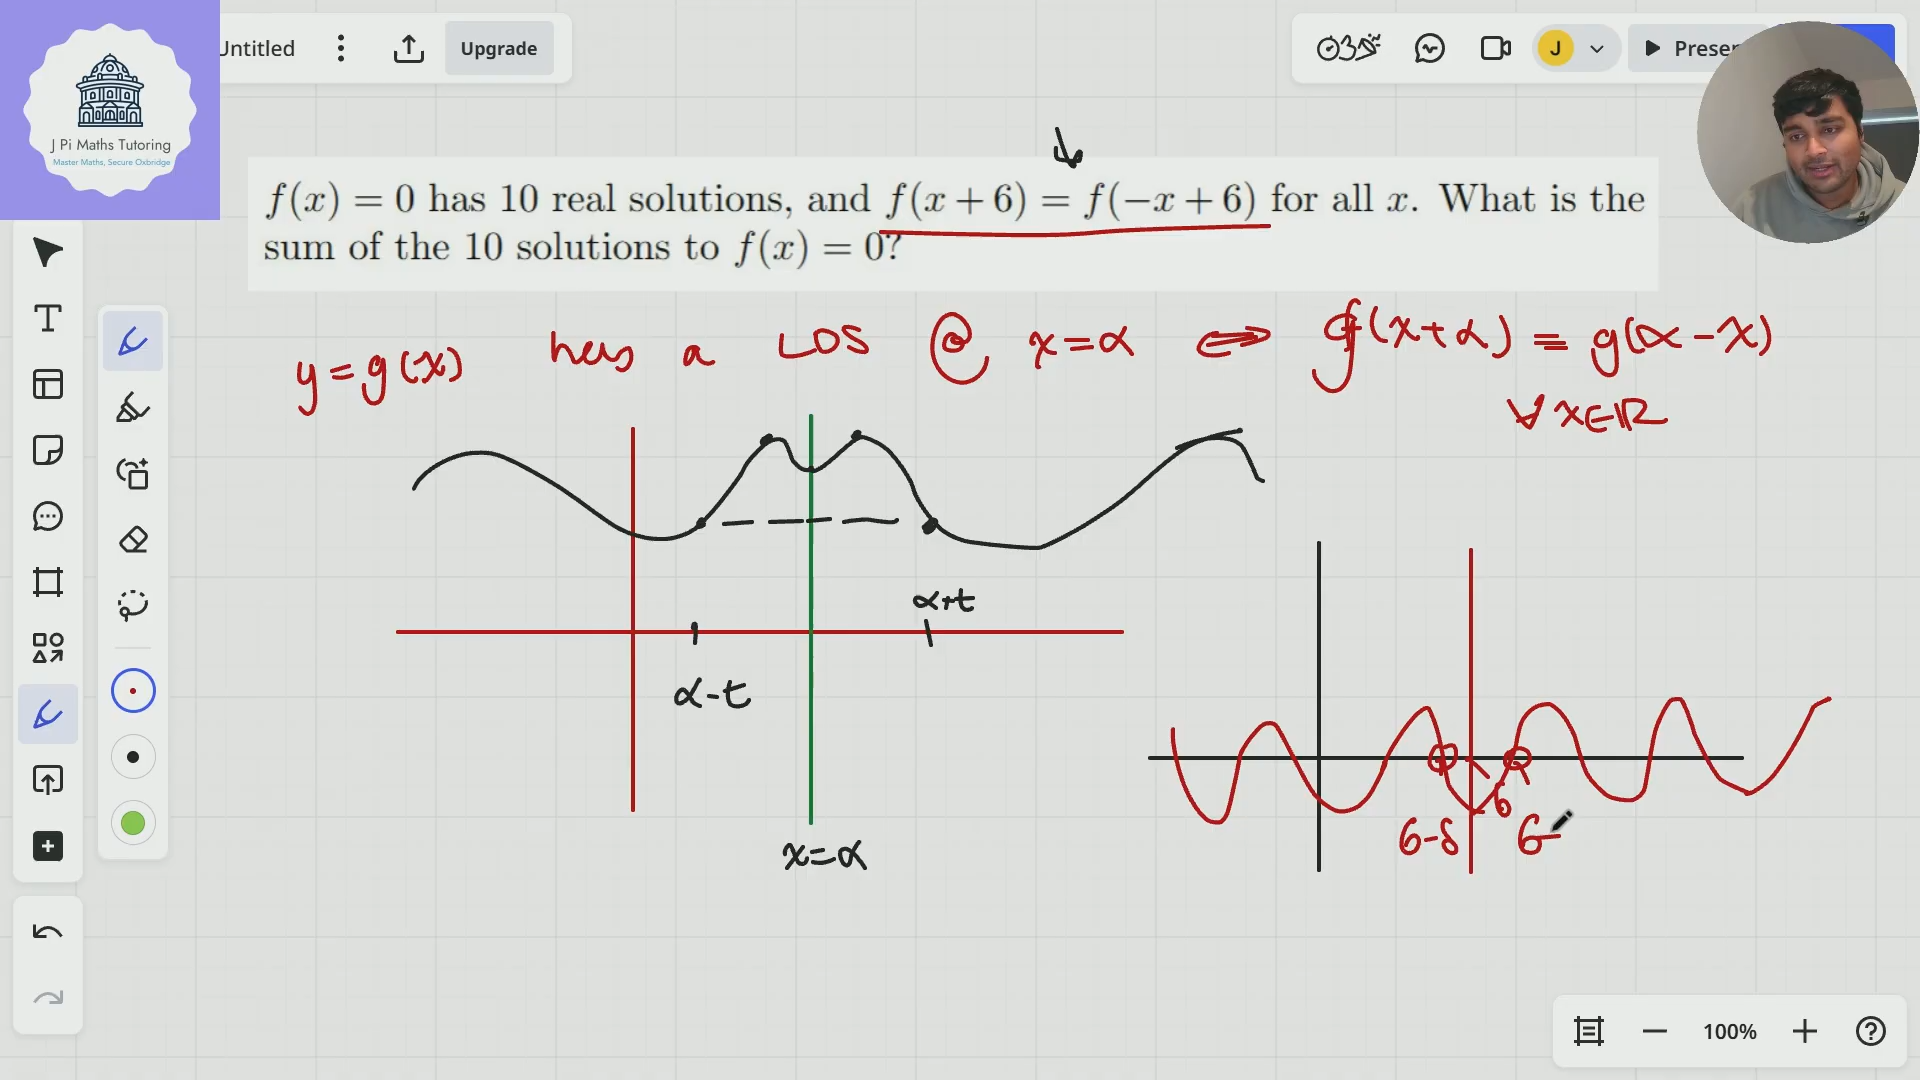 Untitled
Upgrade
J
Presen
J Pi Maths Tutoring
Master Maths, Secure Oxbridge
f(x) = 0 has 10 real solutions, and f(x + 6) = f(−x + 6) for all x. What is the
sum of the 10 solutions to f(x) = 0?
y = g(x) has a LOS @ x = α ⟺ g(x+α) ≡ g(α−x)
∀ x ∈ ℝ
α+t
α-t
x=α
6
6-δ
6-
T
100%